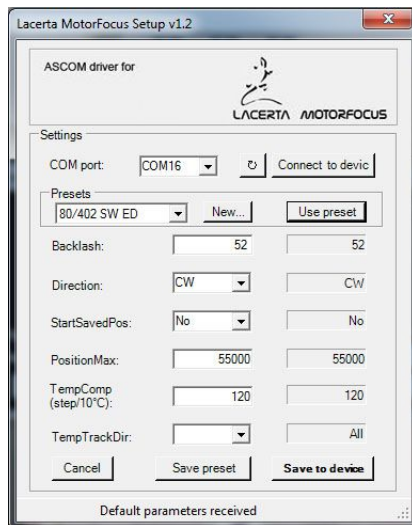 Lacerta MotorFocus Setup v1.2
ASCOM driver for
LACERTA MOTORFOCUS
Settings
COM port: COM16 Connect to devic
Presets
80/402 SW ED New... Use preset
Backlash: 52 52
Direction: CW CW
StartSavedPos: No No
PositionMax: 55000 55000
TempComp
(step/10°C): 120 120
TempTrackDir: All
Cancel Save preset Save to device
Default parameters received